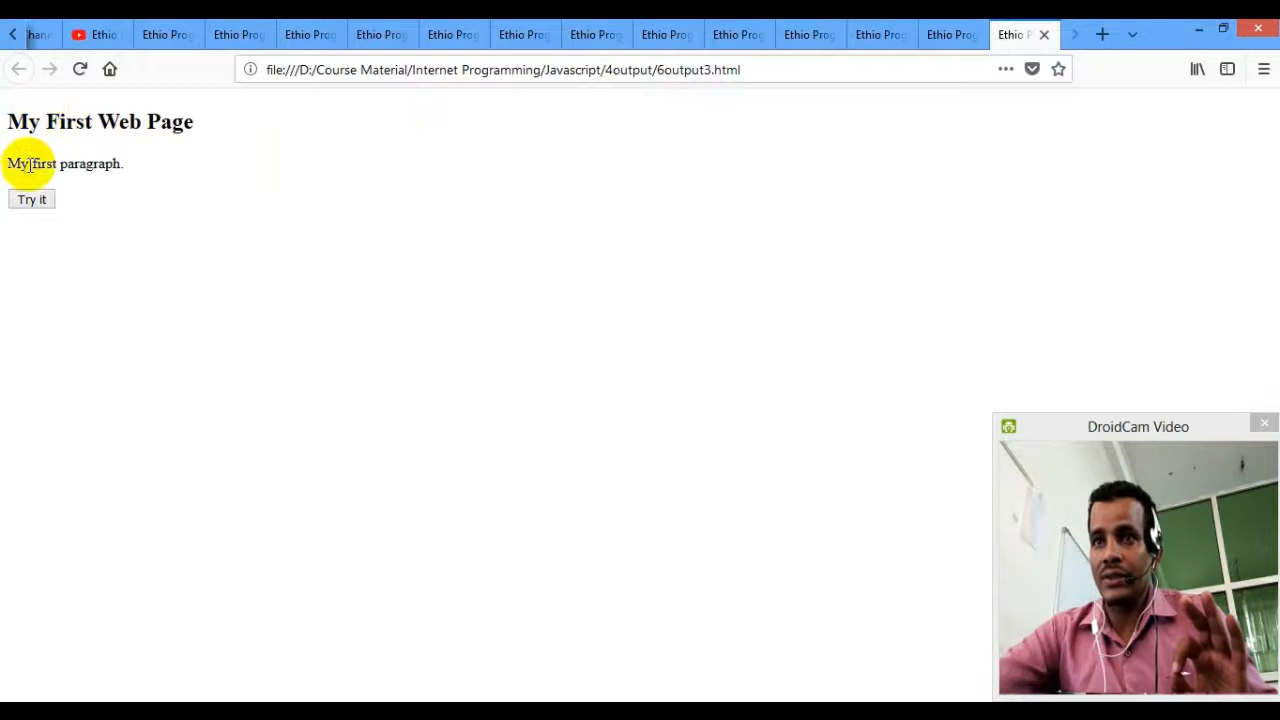 Ethio
Ethio Prog
Ethio Prog
Ethio Prog
Ethio Prog
Ethio Prog
Ethio Prog
Ethio Prog
Ethio Prog
Ethio Prog
Ethio Prog
Ethio Prog
Ethio Prog
Ethio P
file:///D:/Course Material/Internet Programming/Javascript/4output/6output3.html
My First Web Page
My first paragraph.
Try it
DroidCam Video